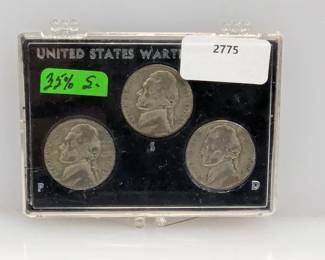 UNITED STATES WART
2775
35% S.
S
P
D